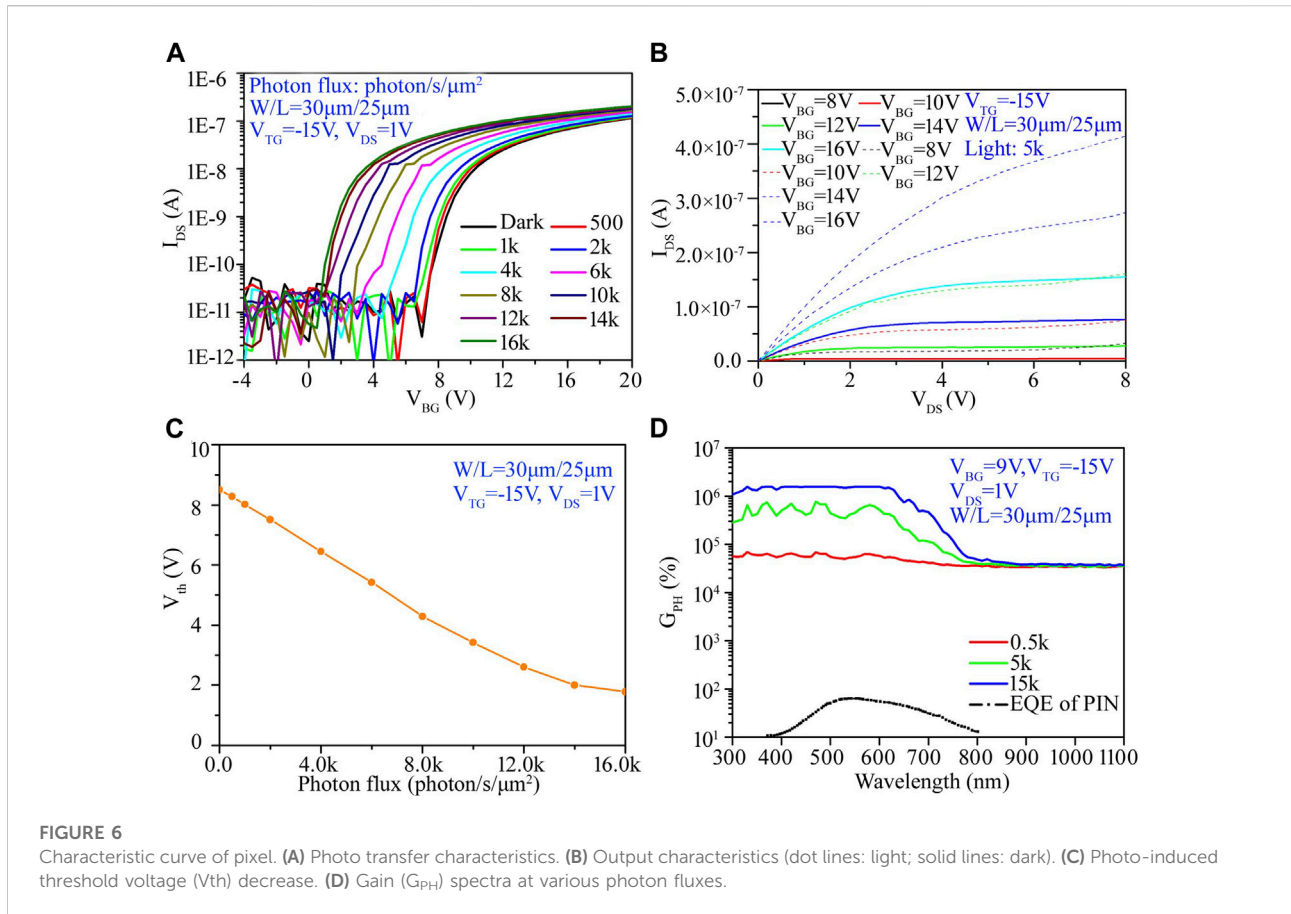 A
1E-6
1E-7
1E-8
1E-9
1E-10
1E-11
1E-12
I_DS (A)
Photon flux: photon/s/μm²
W/L=30μm/25μm
V_TG=-15V, V_DS=1V
Dark
500
1k
2k
4k
6k
8k
10k
12k
14k
16k
-4
0
4
8
12
16
20
V_BG (V)
B
5.0×10⁻⁷
4.0×10⁻⁷
3.0×10⁻⁷
2.0×10⁻⁷
1.0×10⁻⁷
0.0
I_DS (A)
V_BG=8V
V_BG=10V
V_TG=-15V
V_BG=12V
V_BG=14V
W/L=30μm/25μm
V_BG=16V
V_BG=8V
Light: 5k
V_BG=10V
V_BG=12V
V_BG=14V
V_BG=16V
0
2
4
6
8
V_DS (V)
C
10
8
6
4
2
0
V_th (V)
W/L=30μm/25μm
V_TG=-15V, V_DS=1V
0.0
4.0k
8.0k
12.0k
16.0k
Photon flux (photon/s/μm²)
D
10⁷
10⁶
10⁵
10⁴
10³
10²
10¹
G_PH (%)
V_BG=9V,V_TG=-15V
V_DS=1V
W/L=30μm/25μm
0.5k
5k
15k
EQE of PIN
300
400
500
600
700
800
900
1000
1100
Wavelength (nm)
FIGURE 6
Characteristic curve of pixel. (A) Photo transfer characteristics. (B) Output characteristics (dot lines: light; solid lines: dark). (C) Photo-induced
threshold voltage (Vth) decrease. (D) Gain (G_PH) spectra at various photon fluxes.